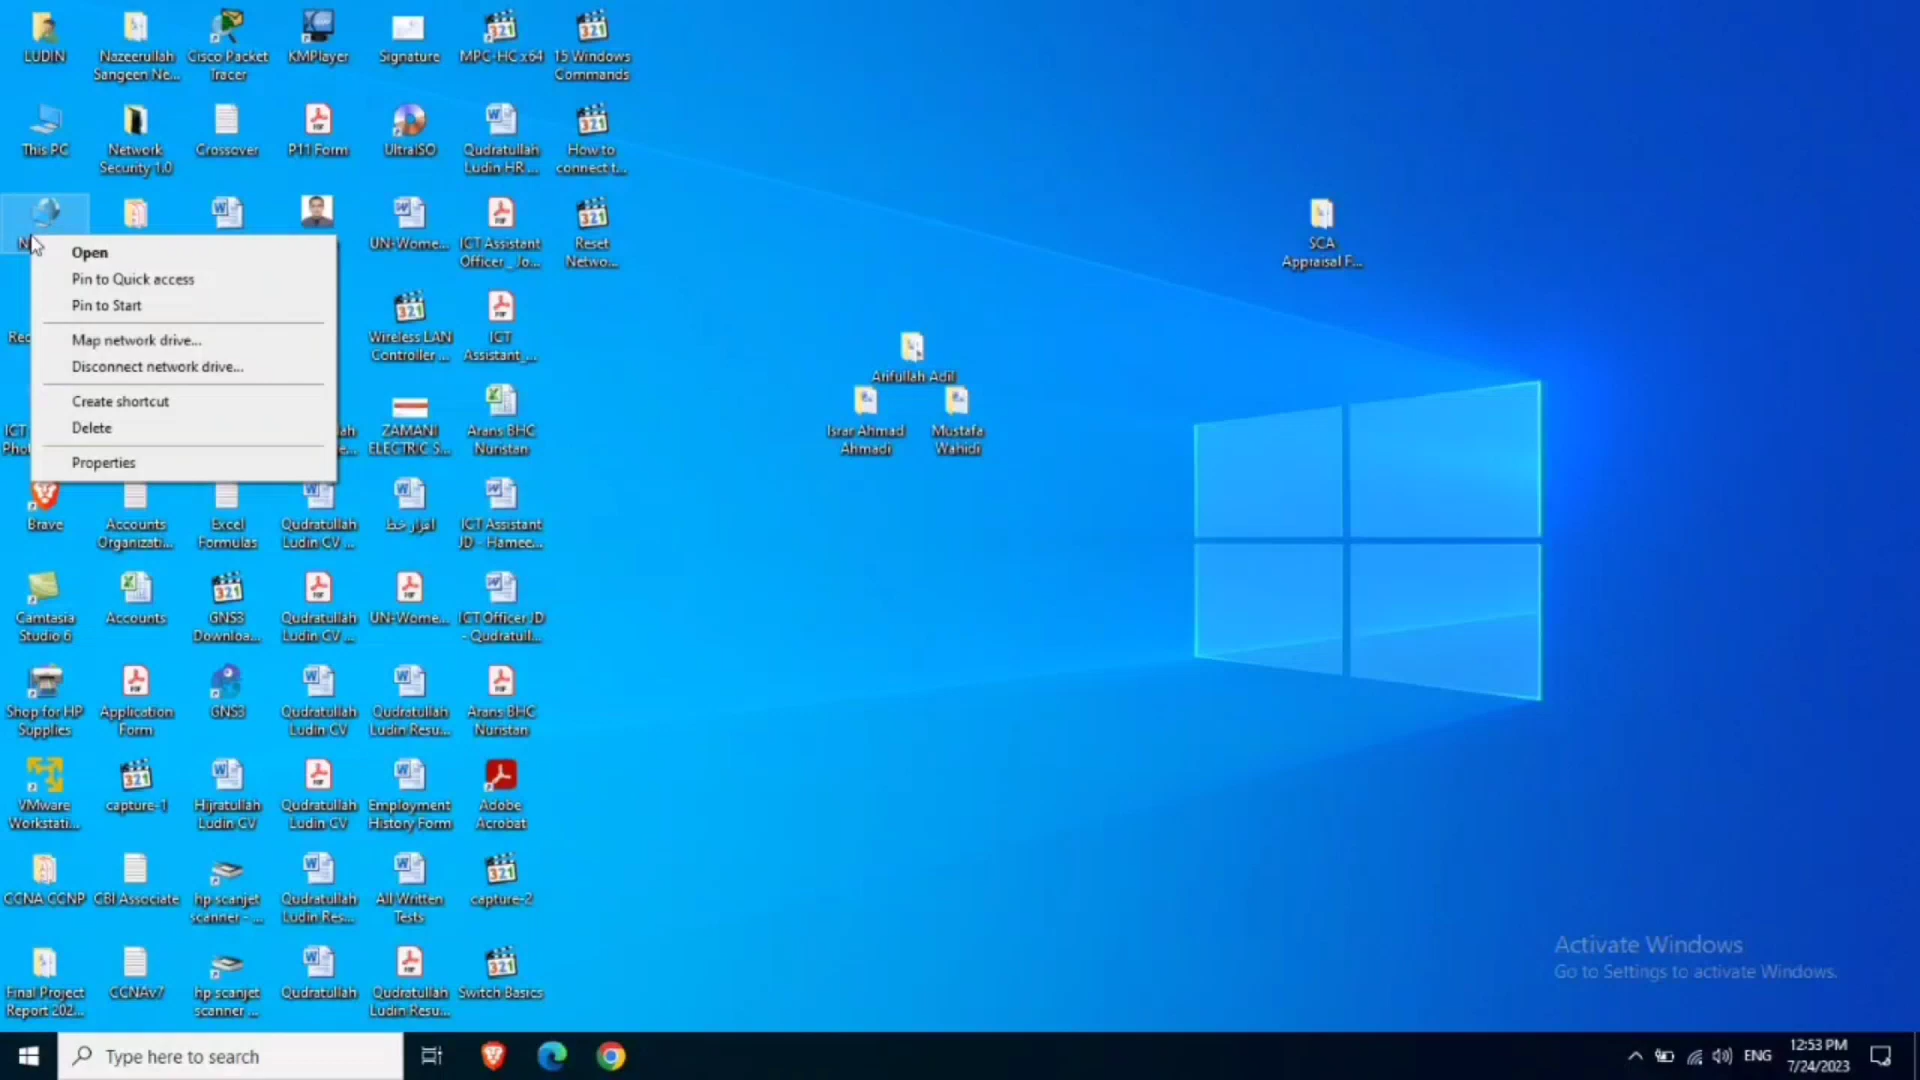 LUDIN
Nazeerullah
Sangeen Ne...
Cisco Packet
Tracer
KMPlayer
Signature
MPC-HC x64
15 Windows
Commands
This PC
Network
Security 1.0
Crossover
P11 Form
UltraISO
Qudratullah
Ludin HR ...
How to
connect t...
UN-Wome...
ICT Assistant
Officer _ Jo...
Reset
Netwo...
SCA
Appraisal F...
Open
Pin to Quick access
Pin to Start
Map network drive...
Disconnect network drive...
Create shortcut
Delete
Properties
Wireless LAN
Controller ...
ICT
Assistant_...
Arifullah Adil
Israr Ahmad
Ahmadi
Mustafa
Wahidi
ZAMANI
ELECTRIC S...
Arans BHC
Nuristan
Brave
Accounts
Organizati...
Excel
Formulas
Qudratullah
Ludin CV ...
اقرار خط
ICT Assistant
JD - Hamee...
Camtasia
Studio 6
Accounts
GNS3
Downloa...
Qudratullah
Ludin CV ...
UN-Wome...
ICT Officer JD
- Qudratull...
Shop for HP
Supplies
Application
Form
GNS3
Qudratullah
Ludin CV
Qudratullah
Ludin Resu...
Arans BHC
Nuristan
VMware
Workstati...
capture-1
Hijratullah
Ludin CV
Qudratullah
Ludin CV
Employment
History Form
Adobe
Acrobat
CCNA CCNP
CBI Associate
hp scanjet
scanner - ...
Qudratullah
Ludin Res...
All Written
Tests
capture-2
Final Project
Report 202...
CCNAv7
hp scanjet
scanner ...
Qudratullah
Qudratullah
Ludin Resu...
Switch Basics
Activate Windows
Go to Settings to activate Windows.
Type here to search
ENG
12:53 PM
7/24/2023